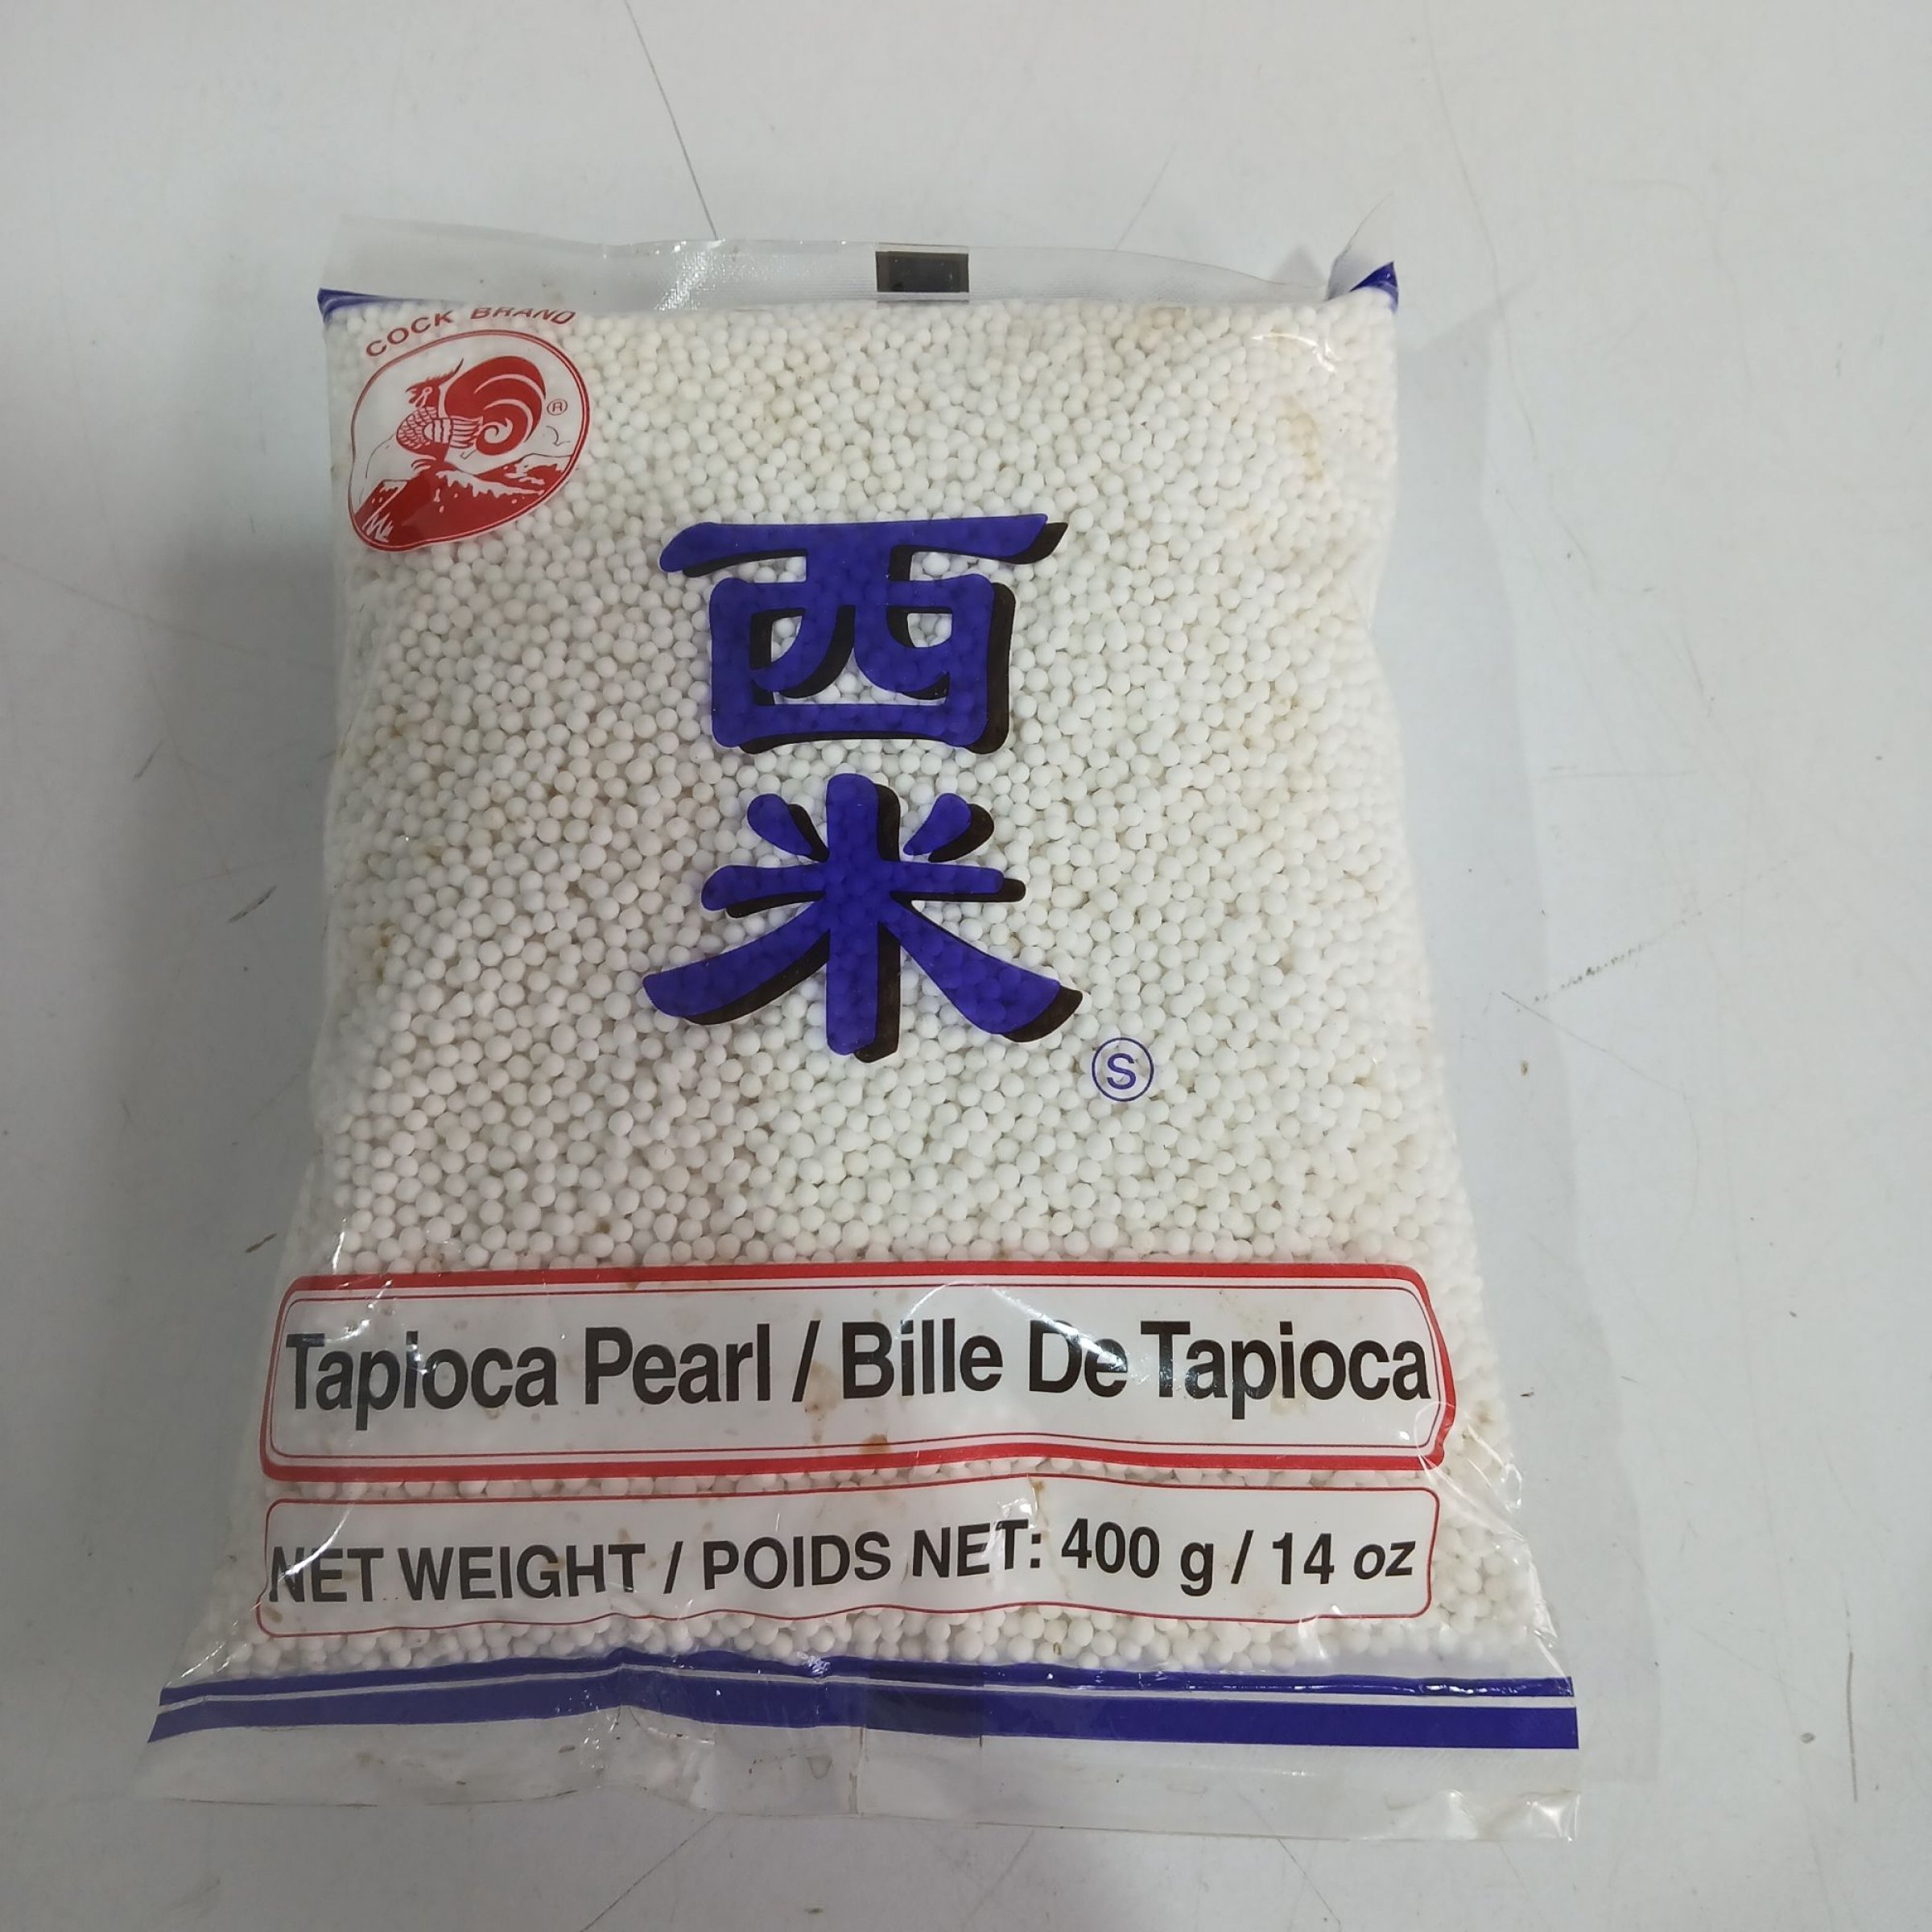 COCK BRAND
®
西
米
Ⓢ
Tapioca Pearl / Bille De Tapioca
NET WEIGHT / POIDS NET: 400 g / 14 oz